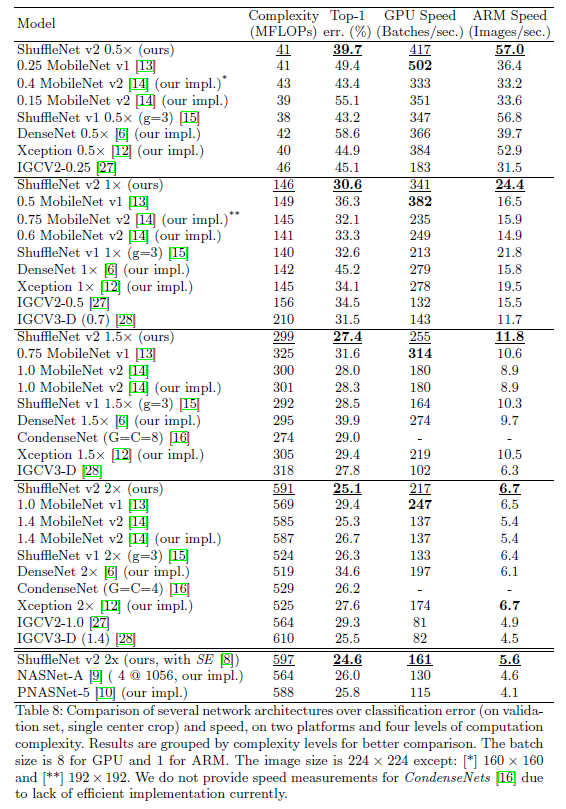 Model Complexity (MFLOPs) Top-1 err. (%) GPU Speed (Batches/sec.) ARM Speed (Images/sec.)
ShuffleNet v2 0.5× (ours) 41 39.7 417 57.0
0.25 MobileNet v1 [13] 41 49.4 502 36.4
0.4 MobileNet v2 [14] (our impl.)* 43 43.4 333 33.2
0.15 MobileNet v2 [14] (our impl.) 39 55.1 351 33.6
ShuffleNet v1 0.5× (g=3) [15] 38 43.2 347 56.8
DenseNet 0.5× [6] (our impl.) 42 58.6 366 39.7
Xception 0.5× [12] (our impl.) 40 44.9 384 52.9
IGCV2-0.25 [27] 46 45.1 183 31.5
ShuffleNet v2 1× (ours) 146 30.6 341 24.4
0.5 MobileNet v1 [13] 149 36.3 382 16.5
0.75 MobileNet v2 [14] (our impl.)** 145 32.1 235 15.9
0.6 MobileNet v2 [14] (our impl.) 141 33.3 249 14.9
ShuffleNet v1 1× (g=3) [15] 140 32.6 213 21.8
DenseNet 1× [6] (our impl.) 142 45.2 279 15.8
Xception 1× [12] (our impl.) 145 34.1 278 19.5
IGCV2-0.5 [27] 156 34.5 132 15.5
IGCV3-D (0.7) [28] 210 31.5 143 11.7
ShuffleNet v2 1.5× (ours) 299 27.4 255 11.8
0.75 MobileNet v1 [13] 325 31.6 314 10.6
1.0 MobileNet v2 [14] 300 28.0 180 8.9
1.0 MobileNet v2 [14] (our impl.) 301 28.3 180 8.9
ShuffleNet v1 1.5× (g=3) [15] 292 28.5 164 10.3
DenseNet 1.5× [6] (our impl.) 295 39.9 274 9.7
CondenseNet (G=C=8) [16] 274 29.0 - -
Xception 1.5× [12] (our impl.) 305 29.4 219 10.5
IGCV3-D [28] 318 27.8 102 6.3
ShuffleNet v2 2× (ours) 591 25.1 217 6.7
1.0 MobileNet v1 [13] 569 29.4 247 6.5
1.4 MobileNet v2 [14] 585 25.3 137 5.4
1.4 MobileNet v2 [14] (our impl.) 587 26.7 137 5.4
ShuffleNet v1 2× (g=3) [15] 524 26.3 133 6.4
DenseNet 2× [6] (our impl.) 519 34.6 197 6.1
CondenseNet (G=C=4) [16] 529 26.2 - -
Xception 2× [12] (our impl.) 525 27.6 174 6.7
IGCV2-1.0 [27] 564 29.3 81 4.9
IGCV3-D (1.4) [28] 610 25.5 82 4.5
ShuffleNet v2 2x (ours, with SE [8]) 597 24.6 161 5.6
NASNet-A [9] ( 4 @ 1056, our impl.) 564 26.0 130 4.6
PNASNet-5 [10] (our impl.) 588 25.8 115 4.1
Table 8: Comparison of several network architectures over classification error (on valida-
tion set, single center crop) and speed, on two platforms and four levels of computation
complexity. Results are grouped by complexity levels for better comparison. The batch
size is 8 for GPU and 1 for ARM. The image size is 224 × 224 except: [*] 160 × 160
and [**] 192 × 192. We do not provide speed measurements for CondenseNets [16] due
to lack of efficient implementation currently.